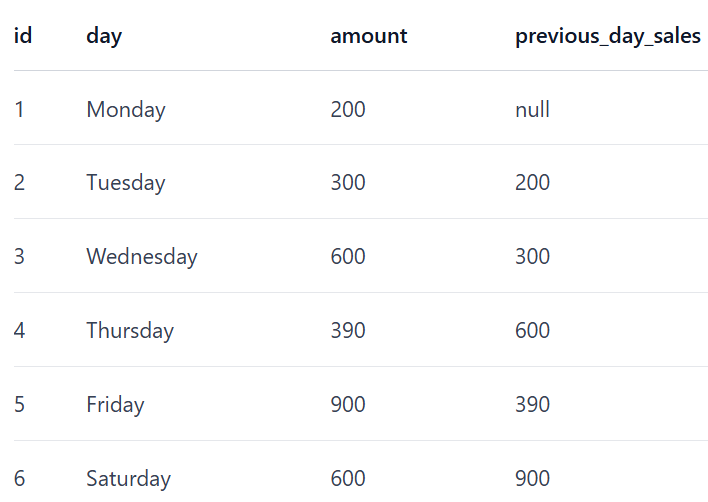 id day amount previous_day_sales
1 Monday 200 null
2 Tuesday 300 200
3 Wednesday 600 300
4 Thursday 390 600
5 Friday 900 390
6 Saturday 600 900